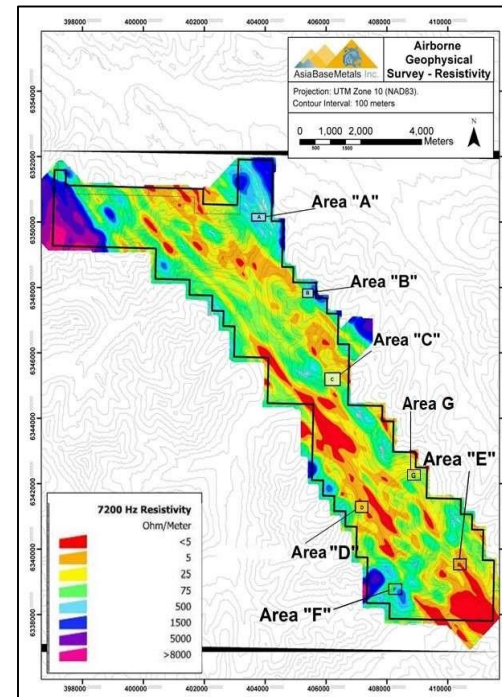 398000 400000 402000 404000 406000 408000 410000
AsiaBaseMetals Inc.
Airborne
Geophysical
Survey - Resistivity
Projection: UTM Zone 10 (NAD83).
Contour Interval: 100 meters
0 1,000 2,000 4,000
Meters
500 1500
N
6354000
6352000
6350000
6348000
6346000
6344000
6342000
6340000
6338000
Area "A"
A
Area "B"
B
Area "C"
C
Area G
G
Area "E"
E
Area "D"
D
Area "F"
F
7200 Hz Resistivity
Ohm/Meter
<5
5
25
75
500
1500
5000
>8000
398000 400000 402000 404000 406000 408000 410000